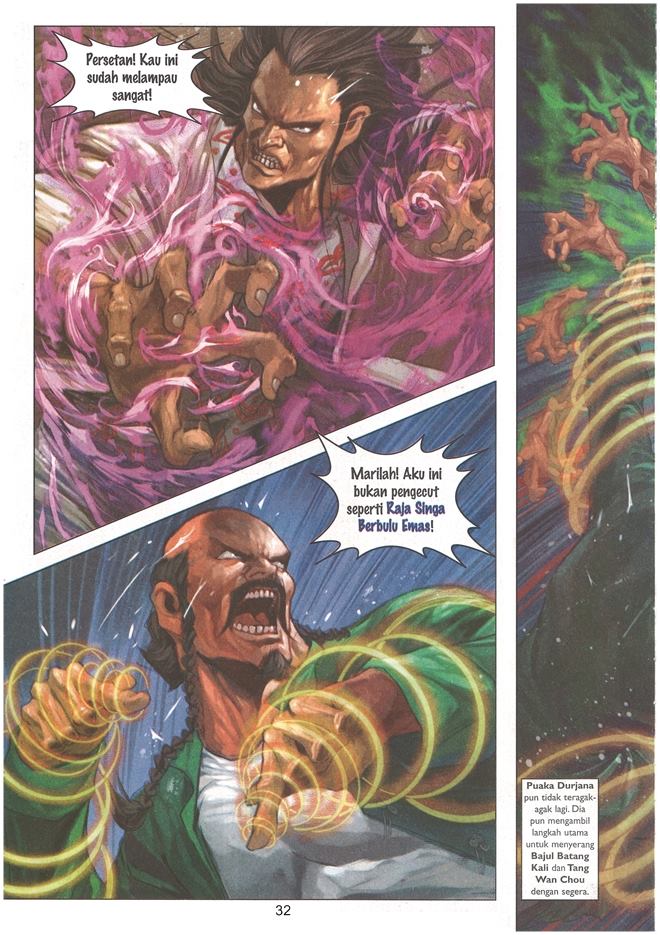 Persetan! Kau ini
sudah melampau
sangat!
Marilah! Aku ini
bukan pengecut
seperti Raja Singa
Berbulu Emas!
Puaka Durjana
pun tidak teragak-
agak lagi. Dia
pun mengambil
langkah utama
untuk menyerang
Bajul Batang
Kali dan Tang
Wan Chou
dengan segera.
32